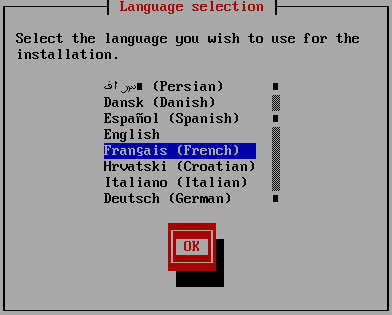 Language selection
Select the language you wish to use for the
installation.
(Persian)
Dansk (Danish)
Español (Spanish)
English
Français (French)
Hrvatski (Croatian)
Italiano (Italian)
Deutsch (German)
OK